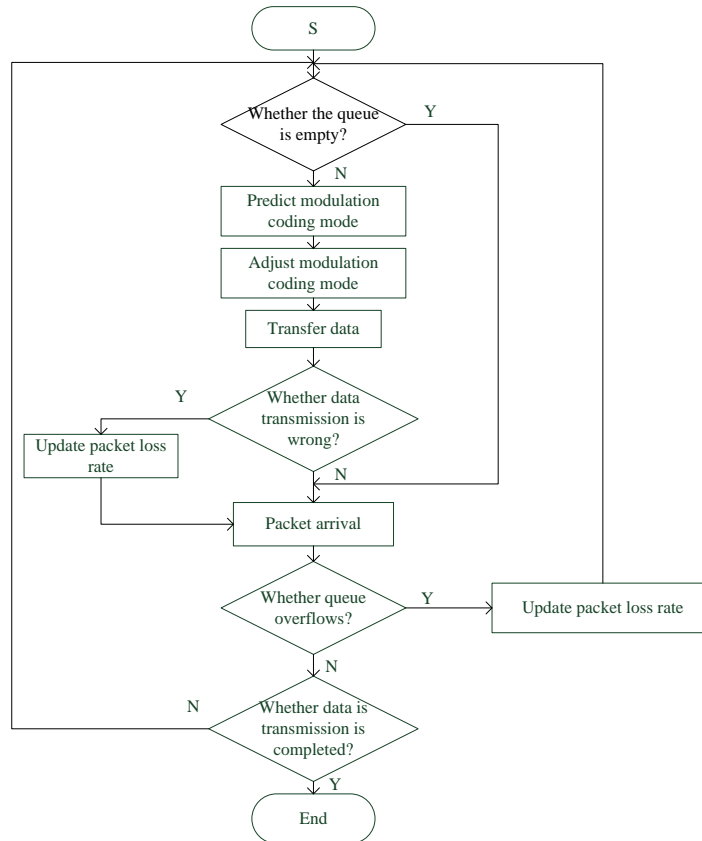 S
Whether the queue
is empty?
Y
N
Predict modulation
coding mode
Adjust modulation
coding mode
Transfer data
Whether data
transmission is
wrong?
Y
N
Update packet loss
rate
Packet arrival
Whether queue
overflows?
Y
Update packet loss rate
N
Whether data is
transmission is
completed?
N
Y
End